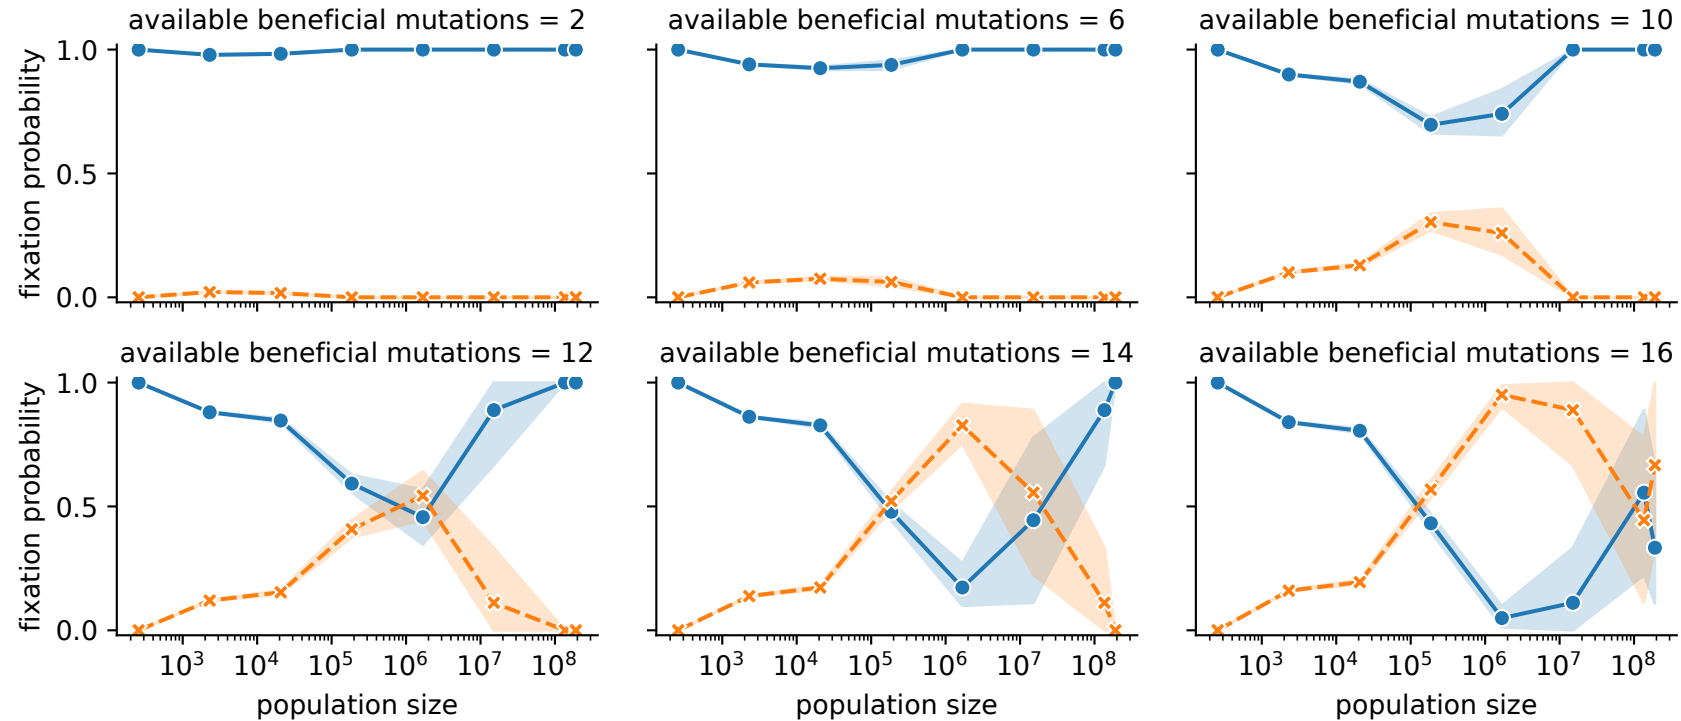 available beneficial mutations = 2
available beneficial mutations = 6
available beneficial mutations = 10
fixation probability
1.0
0.5
0.0
available beneficial mutations = 12
available beneficial mutations = 14
available beneficial mutations = 16
fixation probability
1.0
0.5
0.0
10³ 10⁴ 10⁵ 10⁶ 10⁷ 10⁸
10³ 10⁴ 10⁵ 10⁶ 10⁷ 10⁸
10³ 10⁴ 10⁵ 10⁶ 10⁷ 10⁸
population size
population size
population size